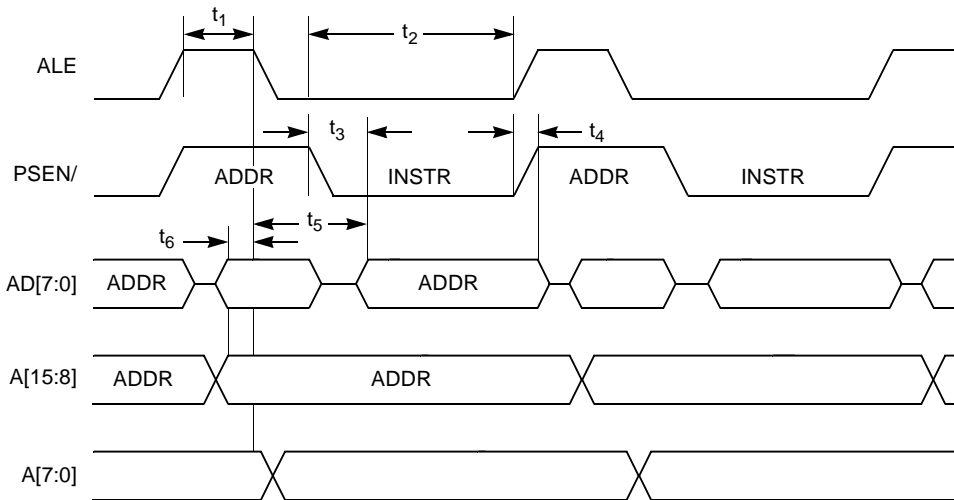 t1
t2
ALE
t3
t4
PSEN/
ADDR
INSTR
ADDR
INSTR
t5
t6
AD[7:0]
ADDR
ADDR
A[15:8]
ADDR
ADDR
A[7:0]